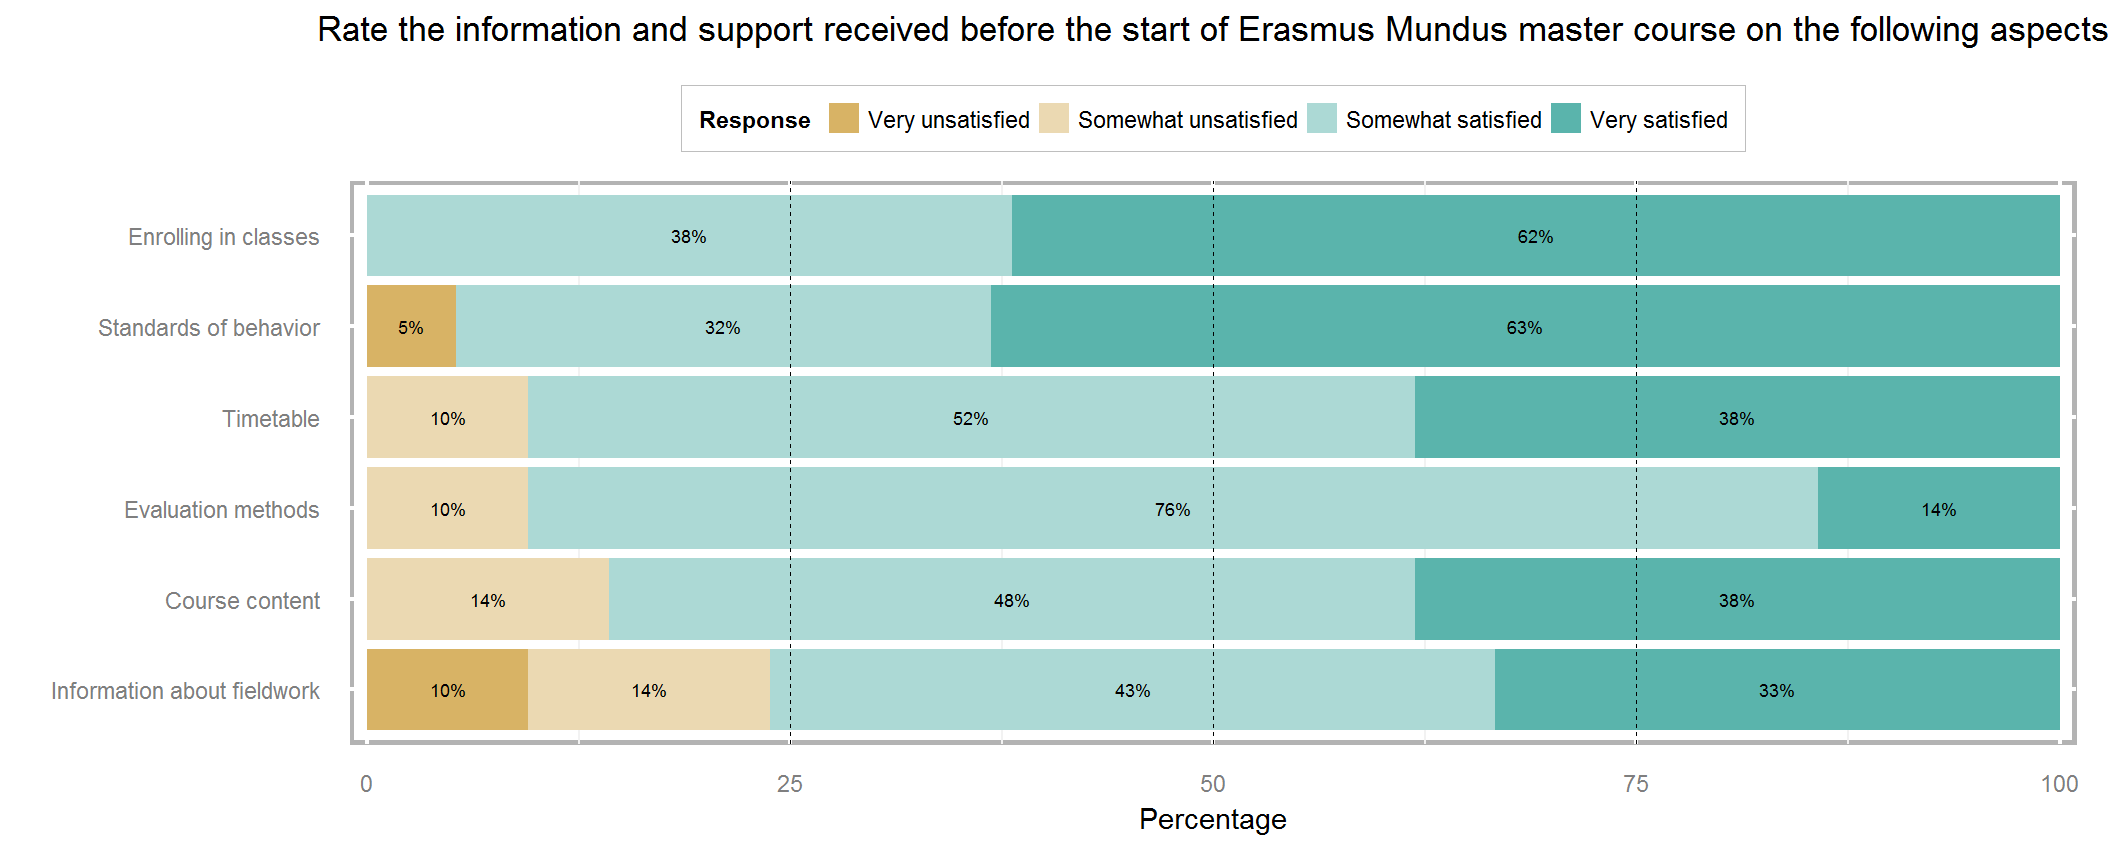 Rate the information and support received before the start of Erasmus Mundus master course on the following aspects
Response Very unsatisfied Somewhat unsatisfied Somewhat satisfied Very satisfied
Enrolling in classes 38% 62%
Standards of behavior 5% 32% 63%
Timetable 10% 52% 38%
Evaluation methods 10% 76% 14%
Course content 14% 48% 38%
Information about fieldwork 10% 14% 43% 33%
0 25 50 75 100
Percentage